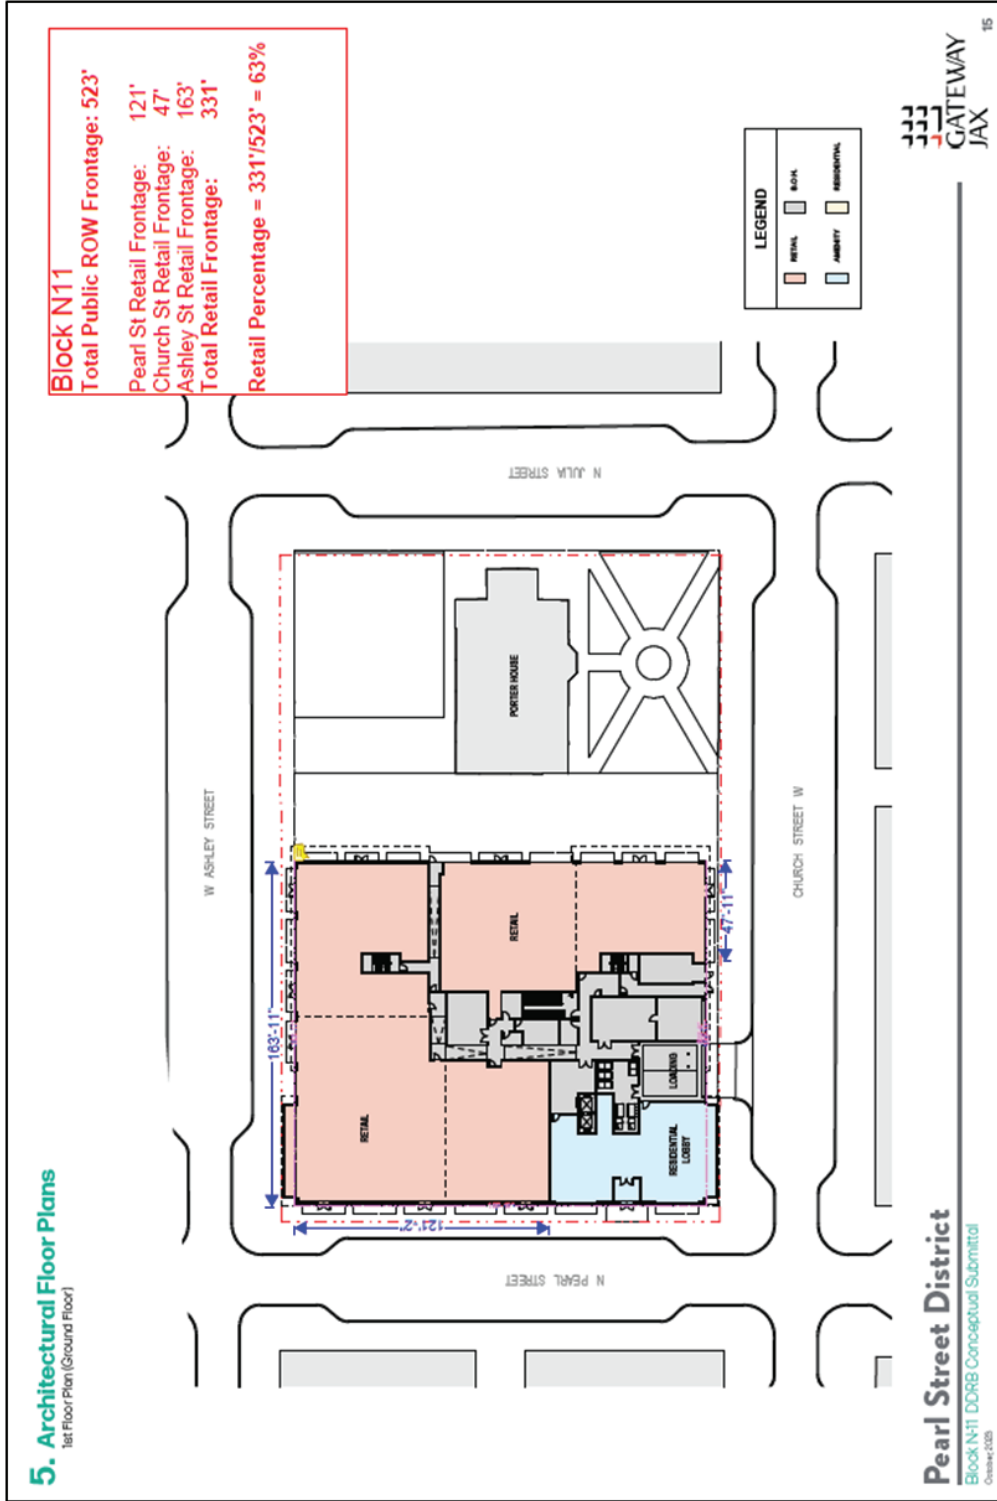 5. Architectural Floor Plans
1st Floor Plan (Ground Floor)
Block N11
Total Public ROW Frontage: 523'
Pearl St Retail Frontage: 121'
Church St Retail Frontage: 47'
Ashley St Retail Frontage: 163'
Total Retail Frontage: 331'
Retail Percentage = 331'/523' = 63%
W ASHLEY STREET
163'-11"
N PEARL STREET
121'-2"
RETAIL
RETAIL
PORTER HOUSE
N JULIA STREET
RESIDENTIAL
LOBBY
LOADING
47'-11"
CHURCH STREET W
LEGEND
RETAIL
B.O.H.
AMENITY
RESIDENTIAL
Pearl Street District
Block N-11 DDRB Conceptual Submittal
October, 2025
GATEWAY
JAX
15